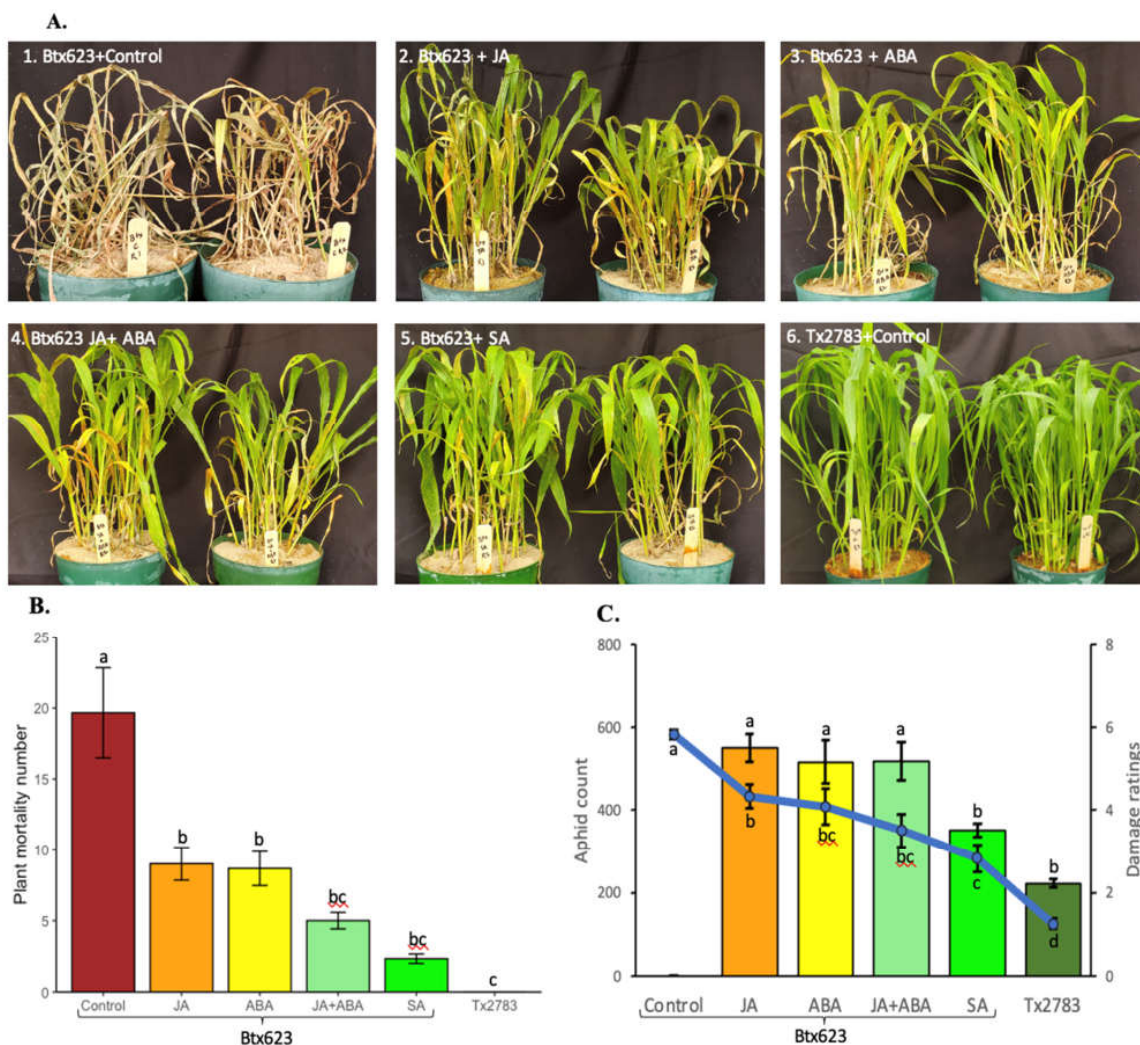 A.
1. Btx623+Control
2. Btx623 + JA
3. Btx623 + ABA
4. Btx623 JA+ ABA
5. Btx623+ SA
6. Tx2783+Control
B.
25
20
15
10
5
0
Plant mortality number
a
b
b
bc
bc
c
Control JA ABA JA+ABA SA Tx2783
Btx623
C.
800
600
400
200
0
Aphid count
8
6
4
2
0
Damage ratings
a a a b b
a b bc bc c d
Control JA ABA JA+ABA SA Tx2783
Btx623